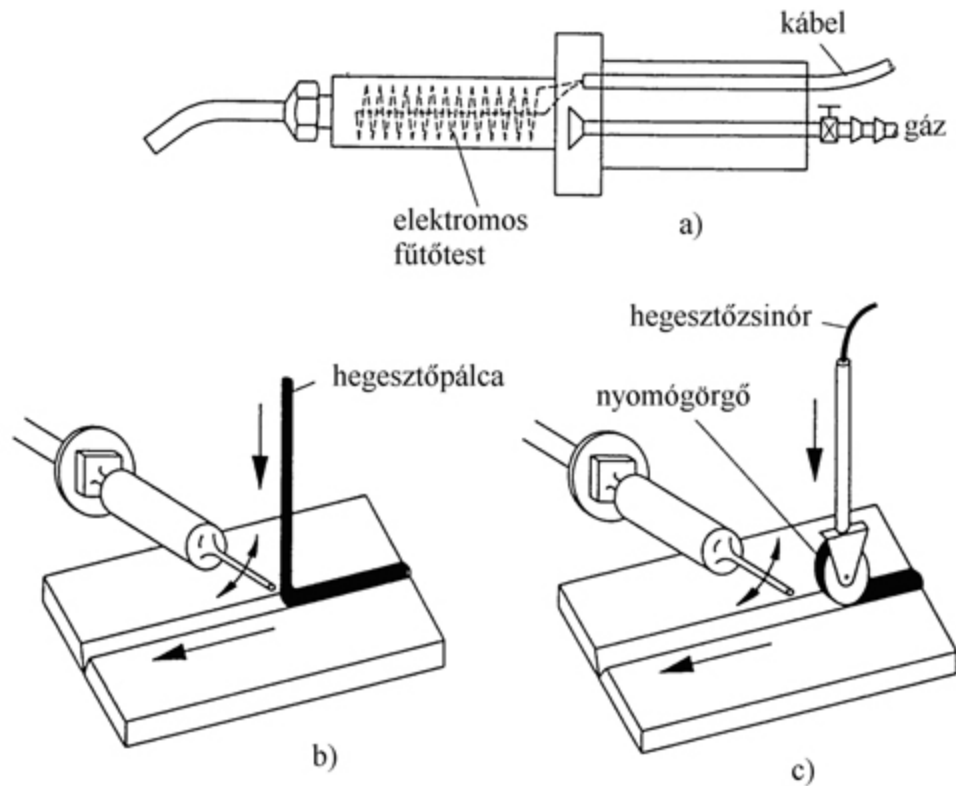 kábel
gáz
elektromos
fűtőtest
a)
hegesztőpálca
b)
hegesztőzsinór
nyomógörgő
c)